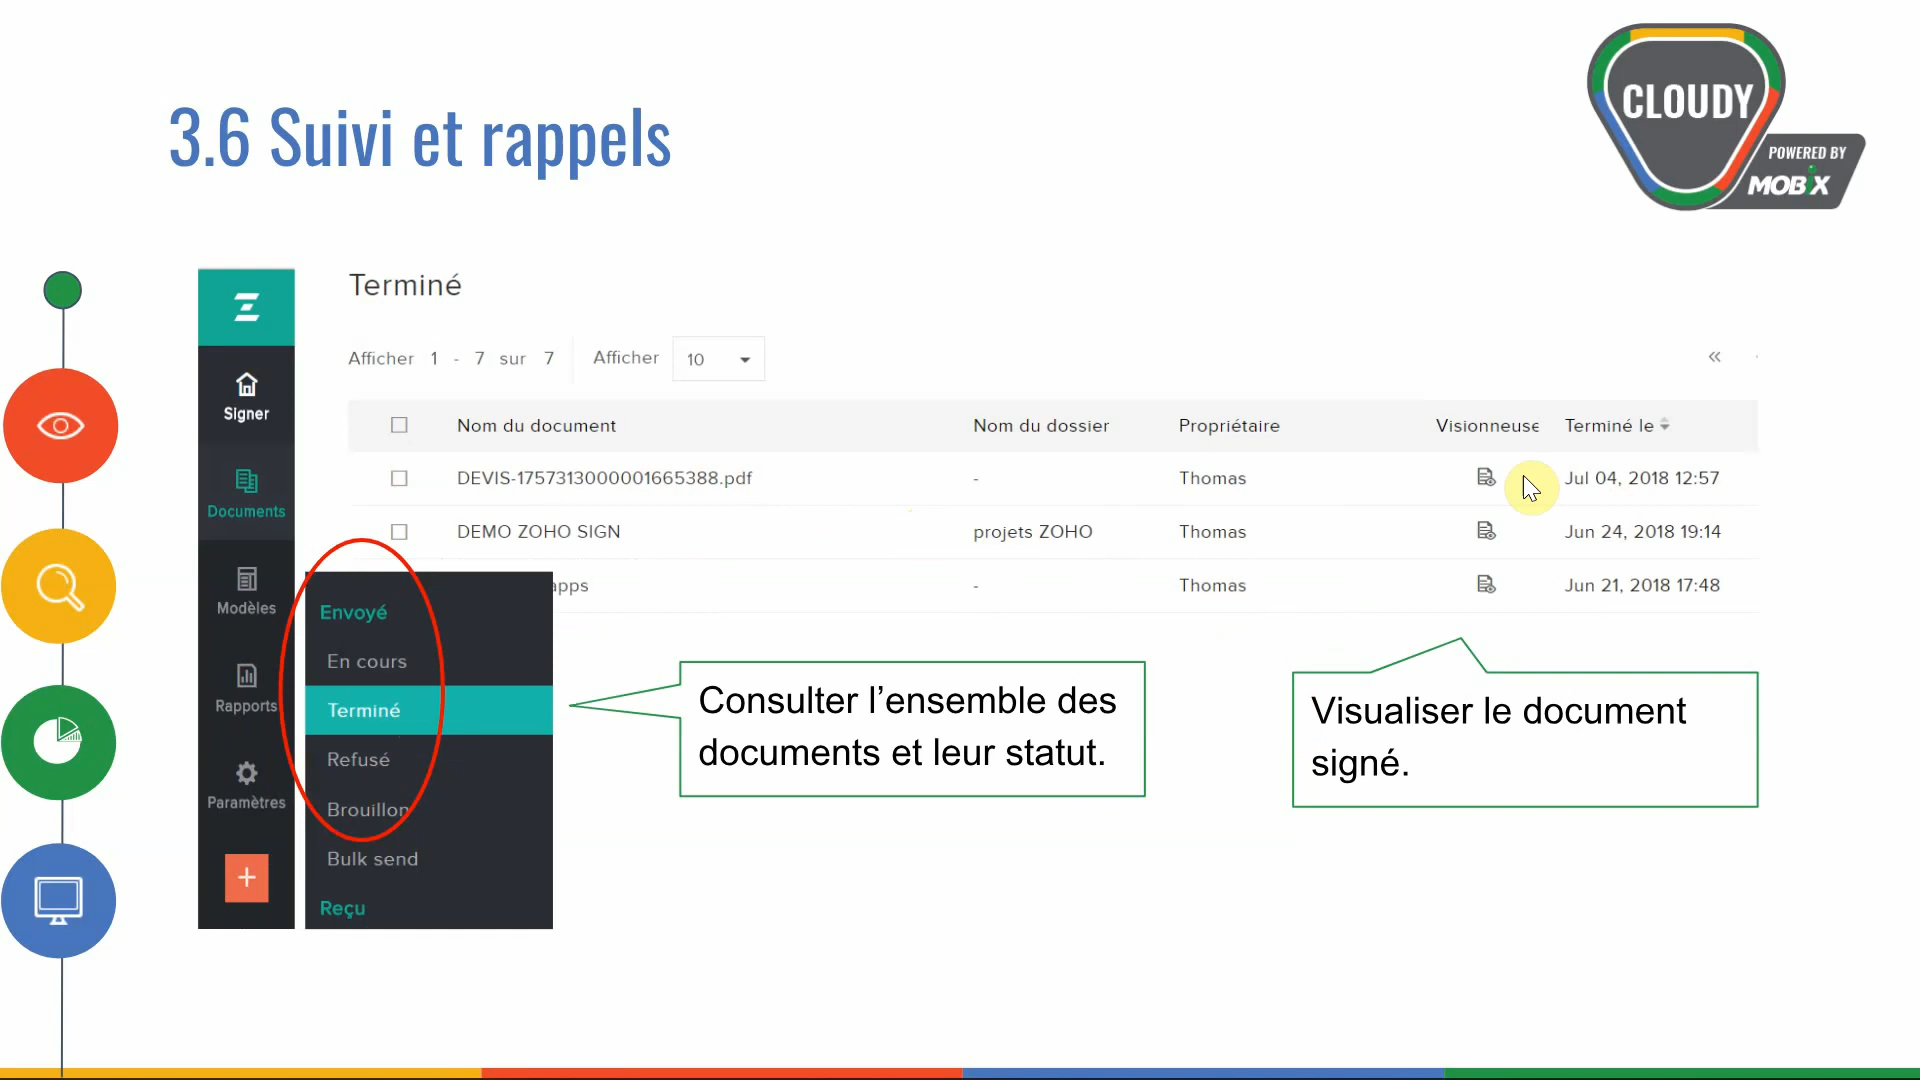 3.6 Suivi et rappels
CLOUDY
POWERED BY
MOBiX
Terminé
Afficher 1 - 7 sur 7 Afficher 10
«
Nom du document Nom du dossier Propriétaire Visionneuse Terminé le
DEVIS-1757313000001665388.pdf - Thomas Jul 04, 2018 12:57
DEMO ZOHO SIGN projets ZOHO Thomas Jun 24, 2018 19:14
apps - Thomas Jun 21, 2018 17:48
Signer
Documents
Modèles
Rapports
Paramètres
+
Envoyé
En cours
Terminé
Refusé
Brouillon
Bulk send
Reçu
Consulter l’ensemble des
documents et leur statut.
Visualiser le document
signé.